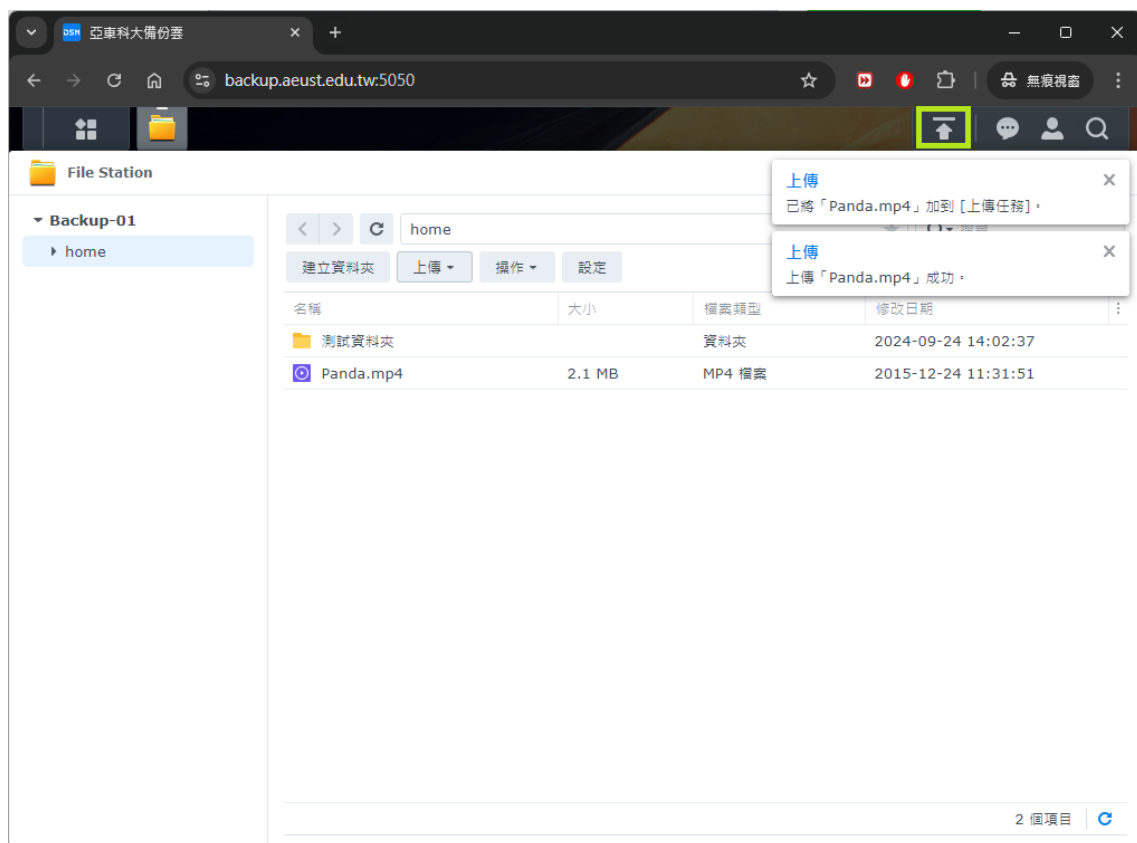 DSM 亞東科大備份雲
backup.aeust.edu.tw:5050
無痕視窗
File Station
上傳
已將「Panda.mp4」加到 [上傳任務]。
Backup-01
home
home
上傳
上傳「Panda.mp4」成功。
建立資料夾 上傳 操作 設定
名稱 大小 檔案類型 修改日期
測試資料夾 資料夾 2024-09-24 14:02:37
Panda.mp4 2.1 MB MP4 檔案 2015-12-24 11:31:51
2 個項目